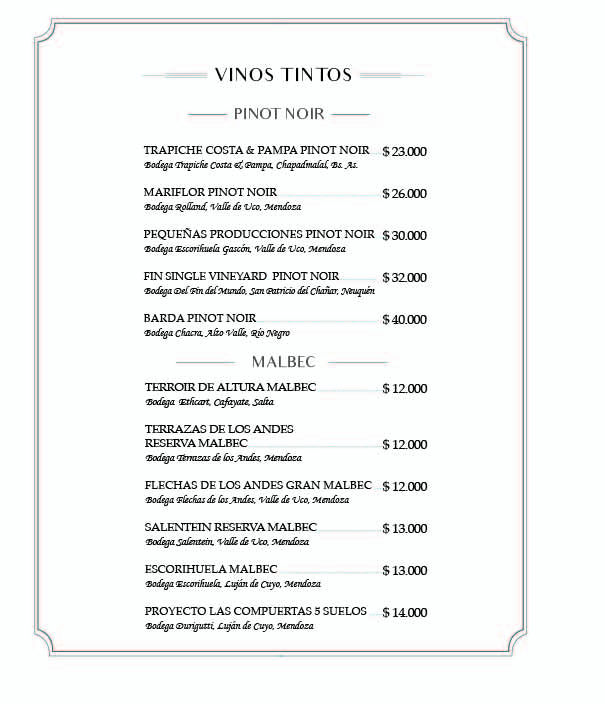 VINOS TINTOS
PINOT NOIR
TRAPICHE COSTA & PAMPA PINOT NOIR $ 23.000
Bodega Trapiche Costa & Pampa, Chapadmalal, Bs. As.
MARIFLOR PINOT NOIR $ 26.000
Bodega Rolland, Valle de Uco, Mendoza
PEQUEÑAS PRODUCCIONES PINOT NOIR $ 30.000
Bodega Escorihuela Gascón, Valle de Uco, Mendoza
FIN SINGLE VINEYARD PINOT NOIR $ 32.000
Bodega Del Fin del Mundo, San Patricio del Chañar, Neuquén
BARDA PINOT NOIR $ 40.000
Bodega Chacra, Alto Valle, Río Negro
MALBEC
TERROIR DE ALTURA MALBEC $ 12.000
Bodega Ethcart, Cafayate, Salta
TERRAZAS DE LOS ANDES
RESERVA MALBEC $ 12.000
Bodega Terrazas de los Andes, Mendoza
FLECHAS DE LOS ANDES GRAN MALBEC $ 12.000
Bodega Flechas de los Andes, Valle de Uco, Mendoza
SALENTEIN RESERVA MALBEC $ 13.000
Bodega Salentein, Valle de Uco, Mendoza
ESCORIHUELA MALBEC $ 13.000
Bodega Escorihuela, Luján de Cuyo, Mendoza
PROYECTO LAS COMPUERTAS 5 SUELOS $ 14.000
Bodega Durigutti, Luján de Cuyo, Mendoza